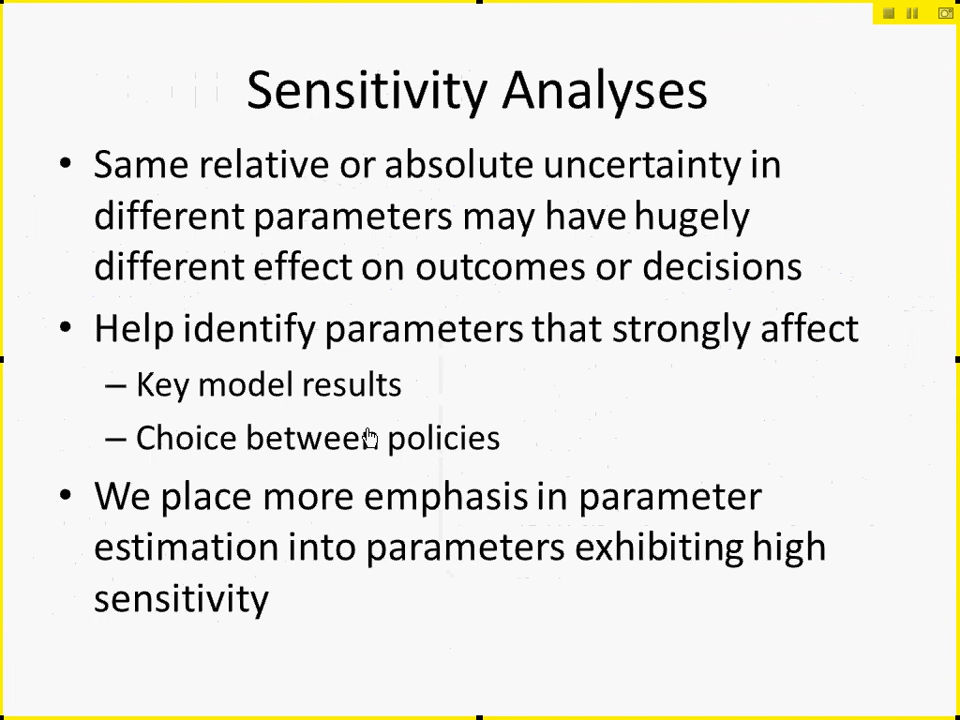 Sensitivity Analyses
• Same relative or absolute uncertainty in
different parameters may have hugely
different effect on outcomes or decisions
• Help identify parameters that strongly affect
– Key model results
– Choice between policies
• We place more emphasis in parameter
estimation into parameters exhibiting high
sensitivity